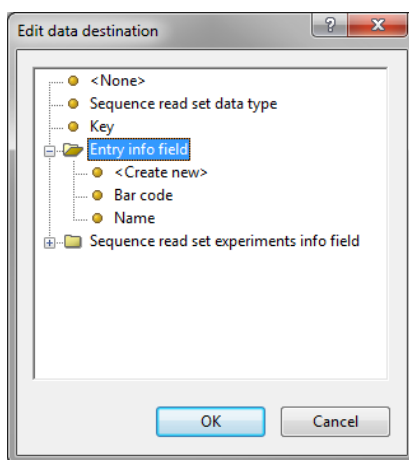 Edit data destination
?
X
<None>
Sequence read set data type
Key
Entry info field
<Create new>
Bar code
Name
Sequence read set experiments info field
OK
Cancel